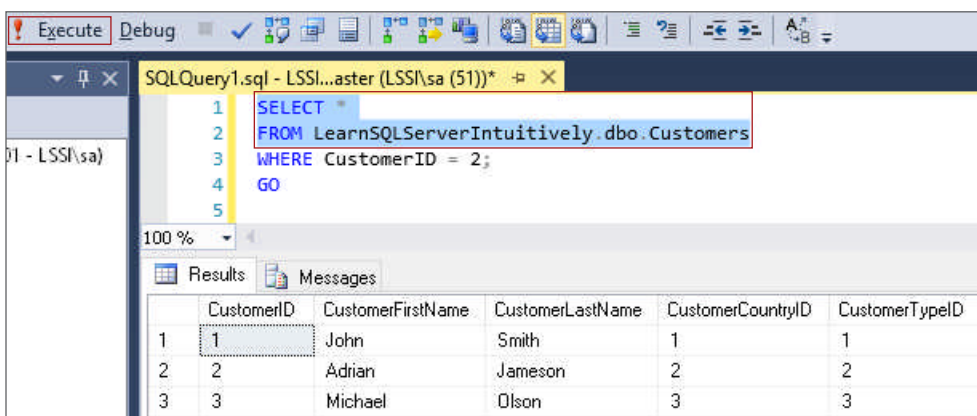 Execute Debug
SQLQuery1.sql - LSSI...aster (LSSI\sa (51))*
1 SELECT *
2 FROM LearnSQLServerIntuitively.dbo.Customers
3 WHERE CustomerID = 2;
4 GO
5
- LSSI\sa)
100 %
Results Messages
CustomerID CustomerFirstName CustomerLastName CustomerCountryID CustomerTypeID
1 1 John Smith 1 1
2 2 Adrian Jameson 2 2
3 3 Michael Olson 3 3